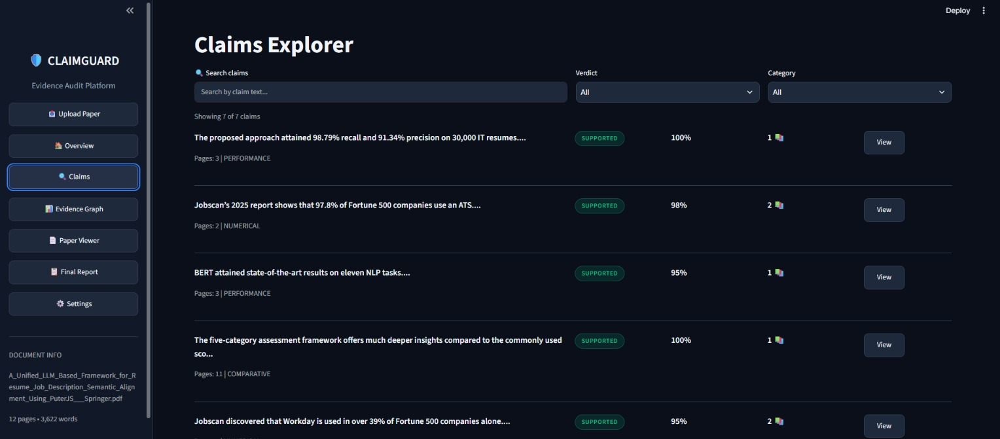 Deploy
CLAIMGUARD
Evidence Audit Platform
Upload Paper
Overview
Claims
Evidence Graph
Paper Viewer
Final Report
Settings
DOCUMENT INFO
A_Unified_LLM_Based_Framework_for_R
esume_Job_Description_Semantic_Align
ment_Using_PuterJS___Springer.pdf
12 pages • 3,622 words
Claims Explorer
Search claims
Verdict
Category
Search by claim text...
All
All
Showing 7 of 7 claims
The proposed approach attained 98.79% recall and 91.34% precision on 30,000 IT resumes....
SUPPORTED
100%
1
View
Pages: 3 | PERFORMANCE
Jobscan’s 2025 report shows that 97.8% of Fortune 500 companies use an ATS....
SUPPORTED
98%
2
View
Pages: 2 | NUMERICAL
BERT attained state-of-the-art results on eleven NLP tasks....
SUPPORTED
95%
1
View
Pages: 3 | PERFORMANCE
The five-category assessment framework offers much deeper insights compared to the commonly used
sco...
SUPPORTED
100%
1
View
Pages: 11 | COMPARATIVE
Jobscan discovered that Workday is used in over 39% of Fortune 500 companies alone....
SUPPORTED
95%
2
View